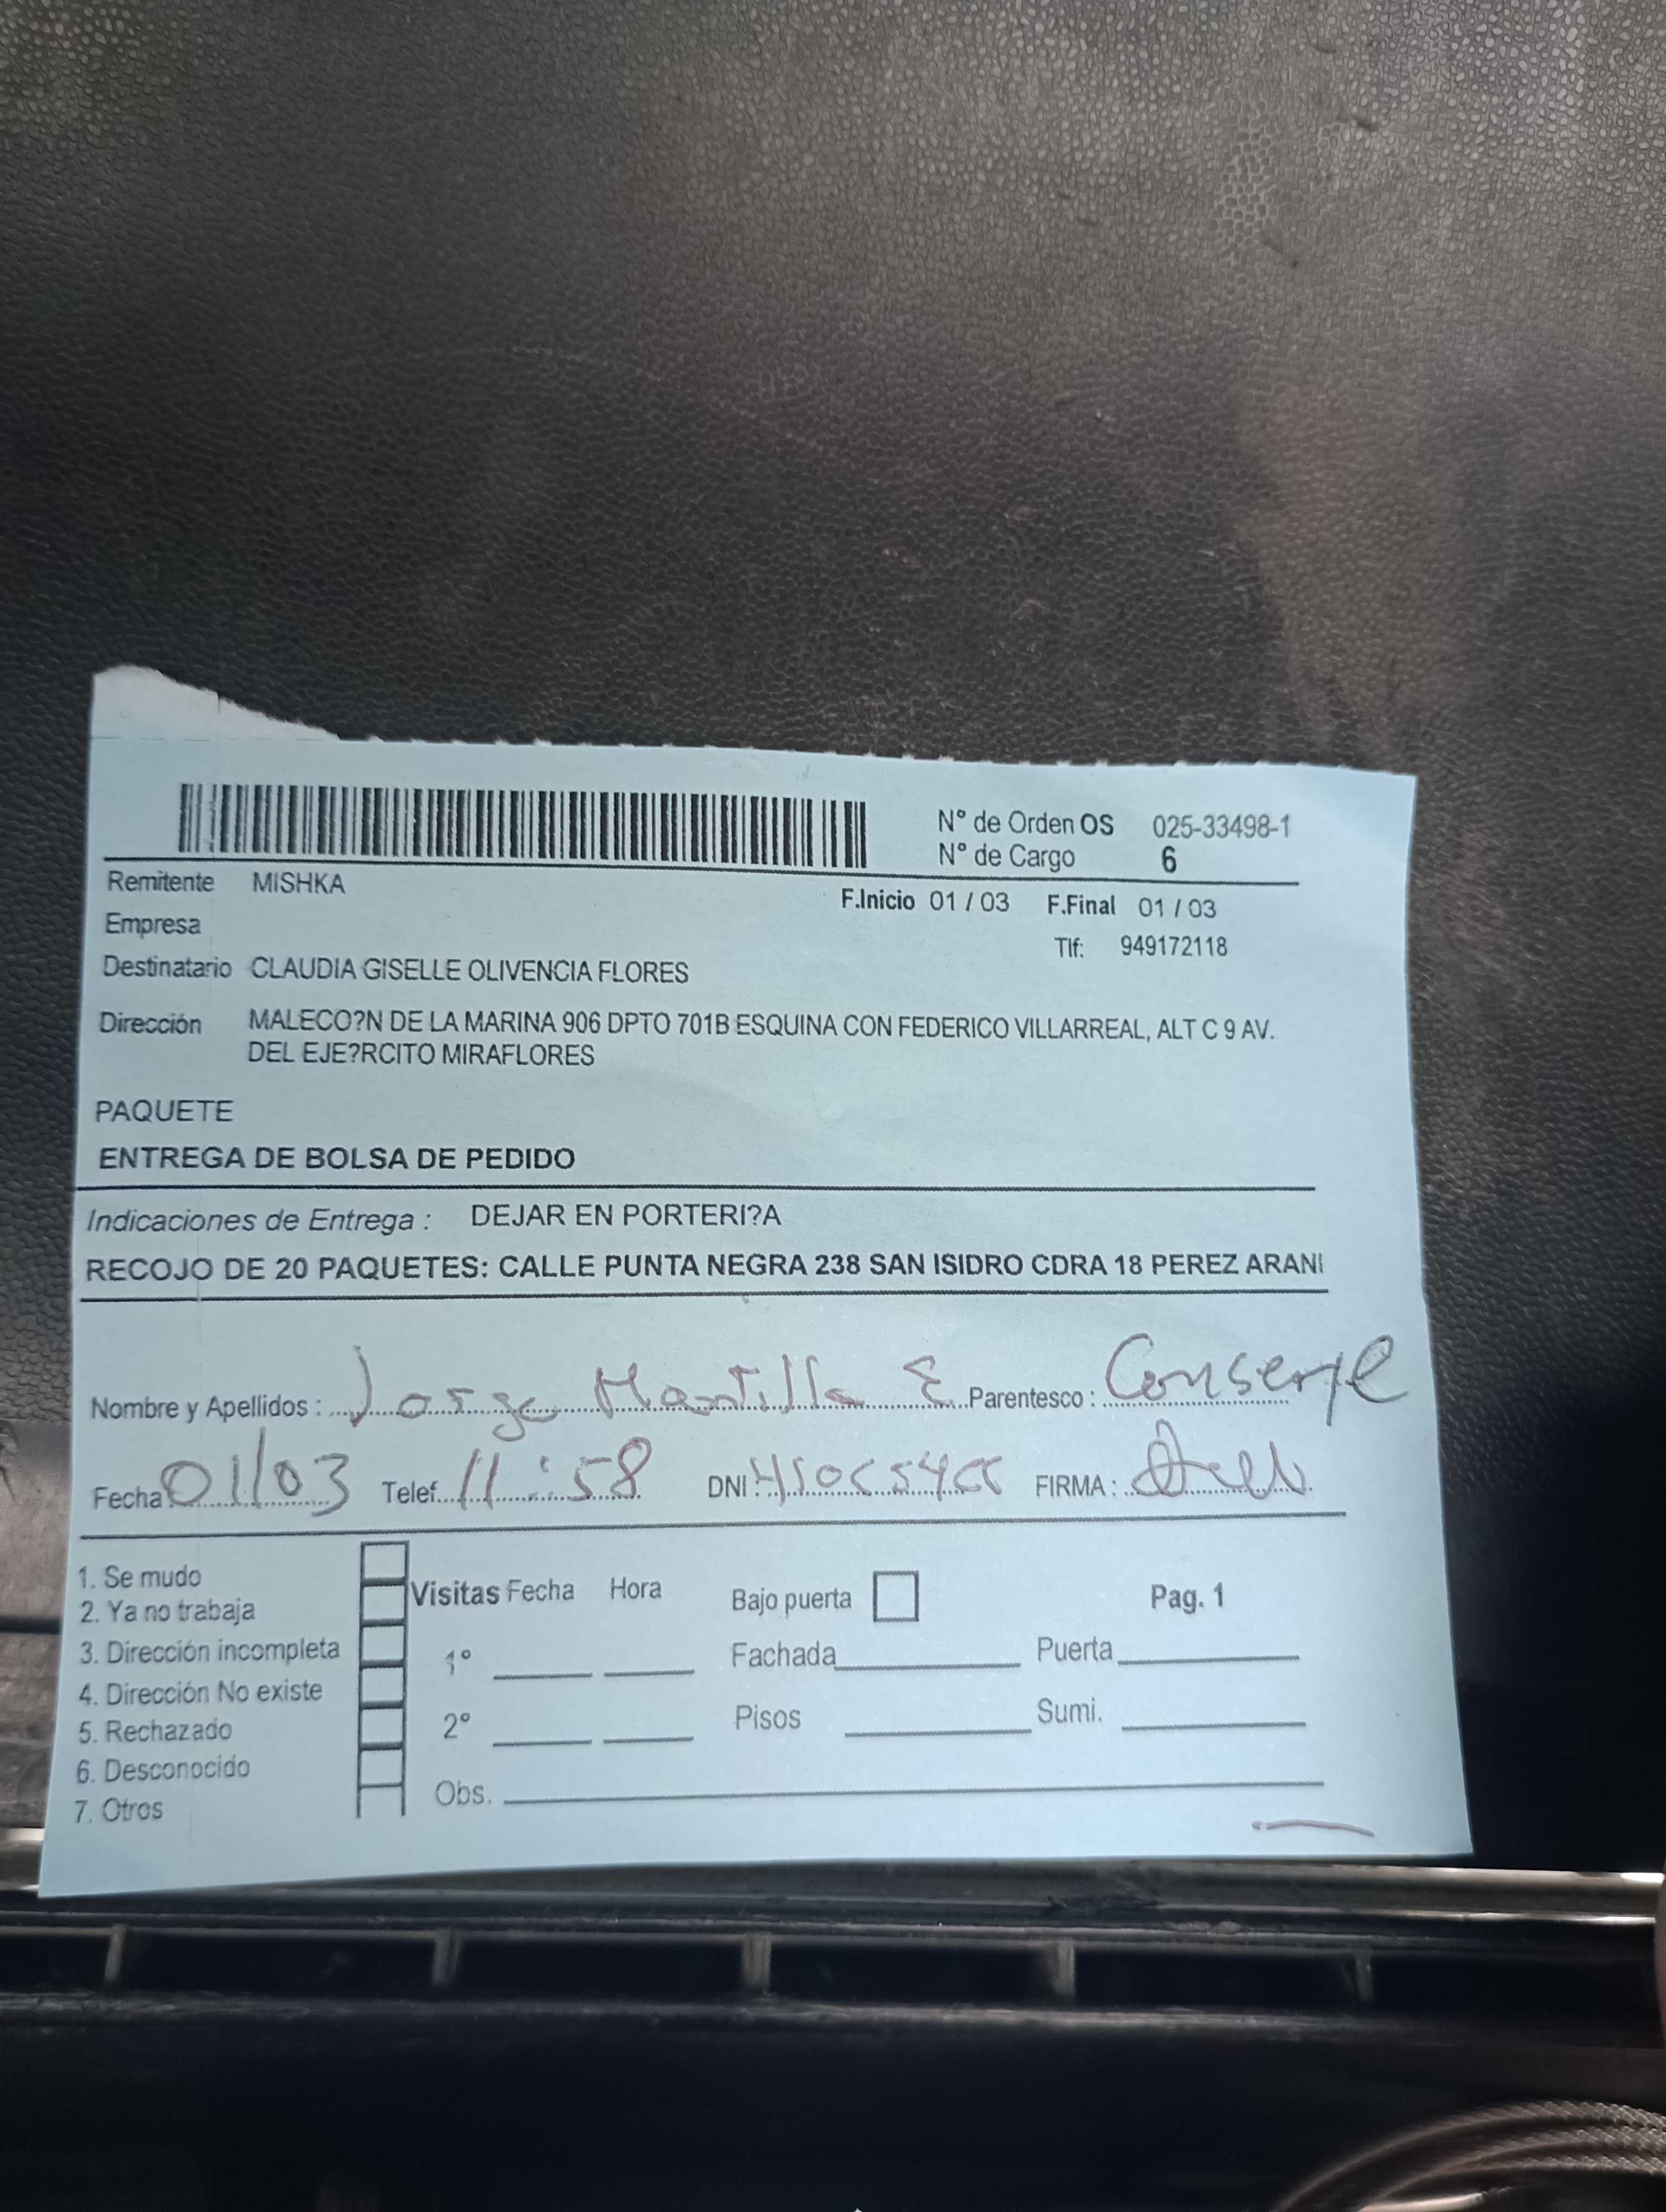 N° de Orden OS 025-33498-1
N° de Cargo 6
Remitente MISHKA
F.Inicio 01 / 03 F.Final 01 / 03
Empresa
Tlf: 949172118
Destinatario CLAUDIA GISELLE OLIVENCIA FLORES
Dirección MALECO?N DE LA MARINA 906 DPTO 701B ESQUINA CON FEDERICO VILLARREAL, ALT C 9 AV.
DEL EJE?RCITO MIRAFLORES
PAQUETE
ENTREGA DE BOLSA DE PEDIDO
Indicaciones de Entrega : DEJAR EN PORTERI?A
RECOJO DE 20 PAQUETES: CALLE PUNTA NEGRA 238 SAN ISIDRO CDRA 18 PEREZ ARANI
Nombre y Apellidos : Jorge Mantilla E Parentesco : Conserje
Fecha 01/03 Telef. 11:58 DNI : FIRMA :
1. Se mudo
2. Ya no trabaja
3. Dirección incompleta
4. Dirección No existe
5. Rechazado
6. Desconocido
7. Otros
Visitas Fecha Hora
1°
2°
Obs.
Bajo puerta
Fachada
Pisos
Pag. 1
Puerta
Sumi.